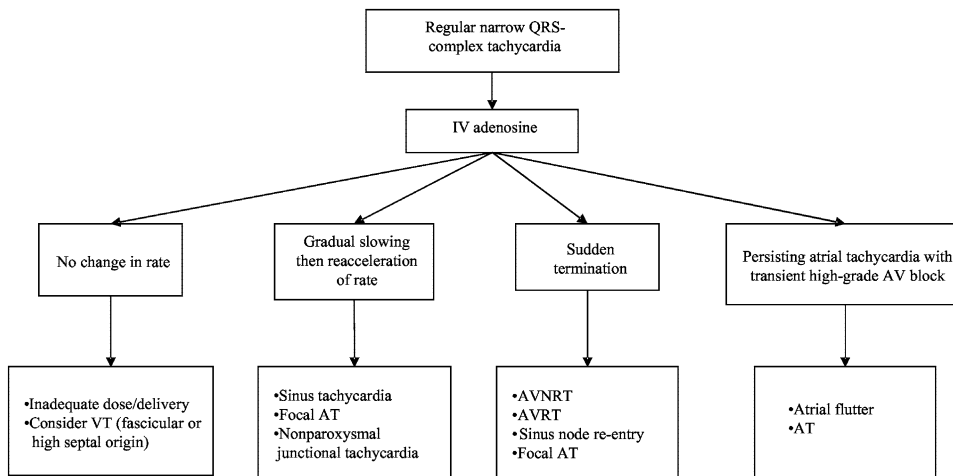 Regular narrow QRS-
complex tachycardia
IV adenosine
No change in rate
Gradual slowing
then reacceleration
of rate
Sudden
termination
Persisting atrial tachycardia with
transient high-grade AV block
•Inadequate dose/delivery
•Consider VT (fascicular or
high septal origin)
•Sinus tachycardia
•Focal AT
•Nonparoxysmal
junctional tachycardia
•AVNRT
•AVRT
•Sinus node re-entry
•Focal AT
•Atrial flutter
•AT